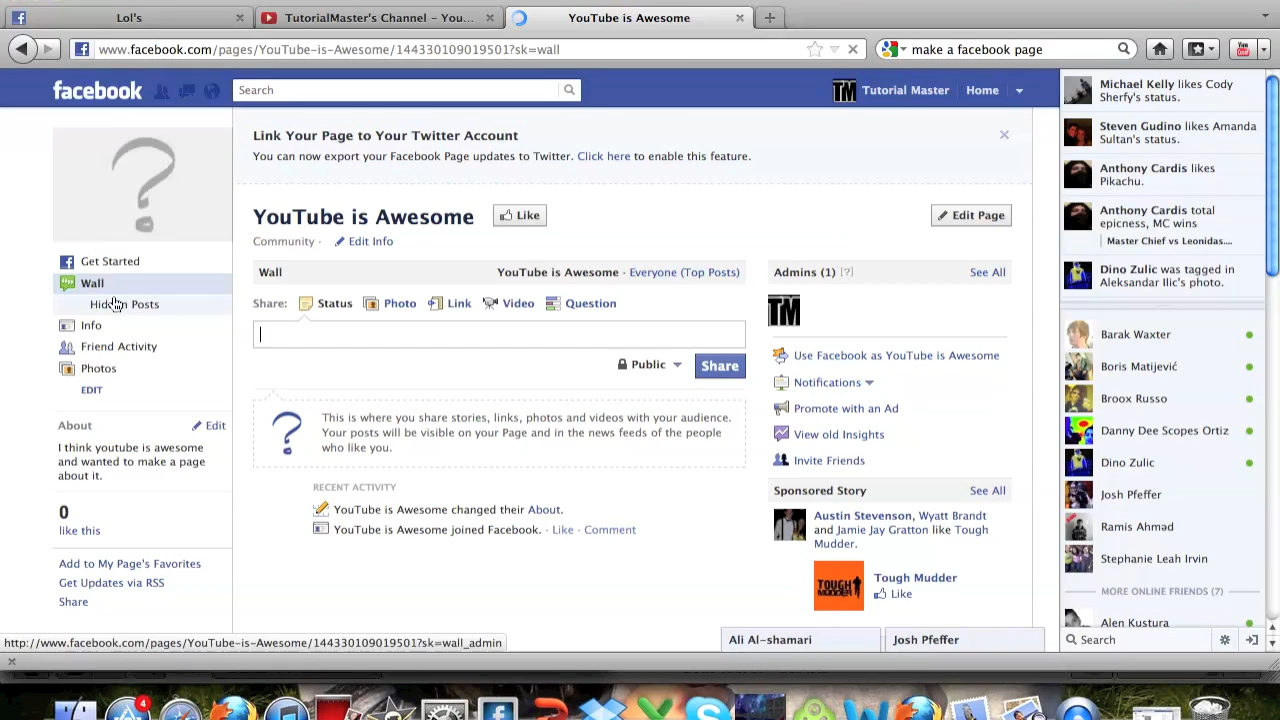 Lol's
TutorialMaster's Channel - You...
YouTube is Awesome
www.facebook.com/pages/YouTube-is-Awesome/144330109019501?sk=wall
make a facebook page
facebook
Search
TM
Tutorial Master
Home
Link Your Page to Your Twitter Account
You can now export your Facebook Page updates to Twitter. Click here to enable this feature.
YouTube is Awesome
Like
Edit Page
Community ·
Edit Info
Get Started
Wall
Hidden Posts
Info
Friend Activity
Photos
EDIT
About
Edit
I think youtube is awesome
and wanted to make a page
about it.
0
like this
Add to My Page's Favorites
Get Updates via RSS
Share
Wall
YouTube is Awesome · Everyone (Top Posts)
Share:
Status
Photo
Link
Video
Question
Public
Share
This is where you share stories, links, photos and videos with your audience.
Your posts will be visible on your Page and in the news feeds of the people
who like you.
RECENT ACTIVITY
YouTube is Awesome changed their About.
YouTube is Awesome joined Facebook. · Like · Comment
Admins (1) [?]
See All
TM
Use Facebook as YouTube is Awesome
Notifications
Promote with an Ad
View old Insights
Invite Friends
Sponsored Story
See All
Austin Stevenson, Wyatt Brandt
and Jamie Jay Gratton like Tough
Mudder.
TOUGH
MUDDER
Tough Mudder
Like
Michael Kelly likes Cody
Sherfy's status.
Steven Gudino likes Amanda
Sultan's status.
Anthony Cardis likes
Pikachu.
Anthony Cardis total
epicness, MC wins
Master Chief vs Leonidas....
Dino Zulic was tagged in
Aleksandar Ilic's photo.
Barak Waxter
Boris Matijević
Broox Russo
Danny Dee Scopes Ortiz
Dino Zulic
Josh Pfeffer
Ramis Ahmad
Stephanie Leah Irvin
MORE ONLINE FRIENDS (7)
Alen Kustura
Search
Ali Al-shamari
Josh Pfeffer
http://www.facebook.com/pages/YouTube-is-Awesome/144330109019501?sk=wall_admin
4